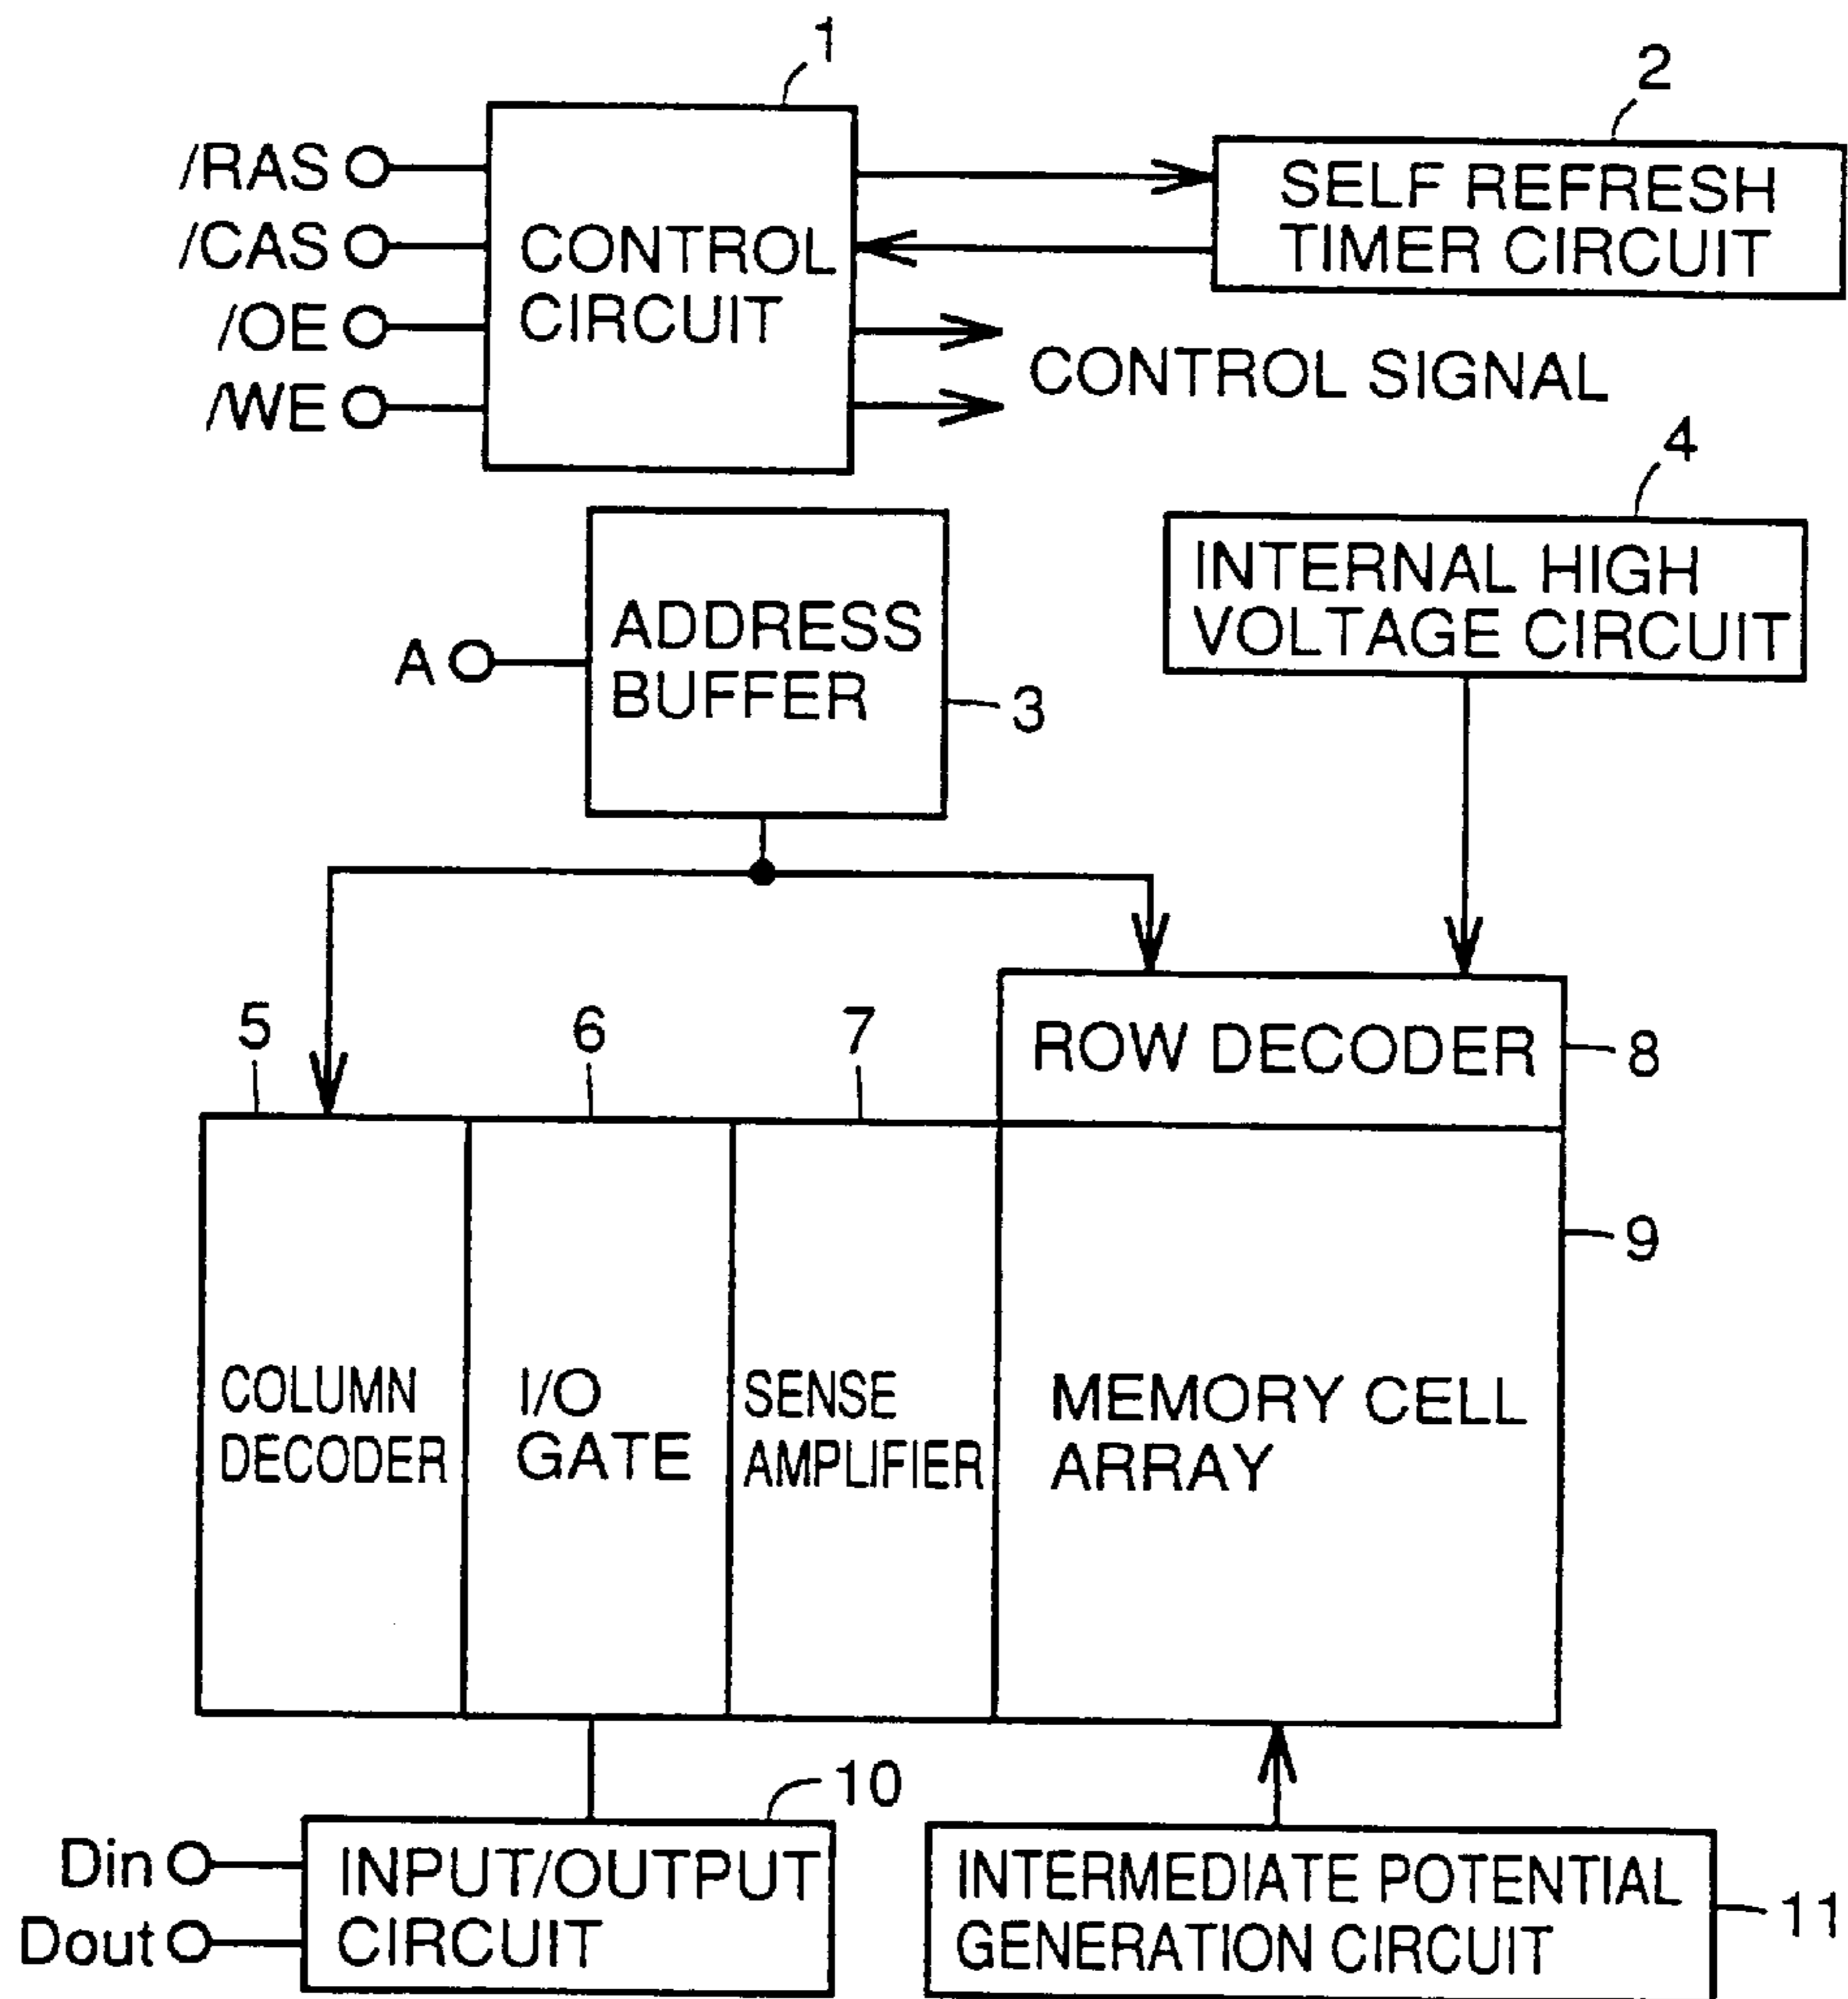 1
2
/RAS
/CAS
/OE
/WE
CONTROL
CIRCUIT
SELF REFRESH
TIMER CIRCUIT
CONTROL SIGNAL
4
INTERNAL HIGH
VOLTAGE CIRCUIT
A
ADDRESS
BUFFER
3
5
6
7
ROW DECODER
8
9
COLUMN
DECODER
I/O
GATE
SENSE
AMPLIFIER
MEMORY CELL
ARRAY
10
Din
Dout
INPUT/OUTPUT
CIRCUIT
INTERMEDIATE POTENTIAL
GENERATION CIRCUIT
11